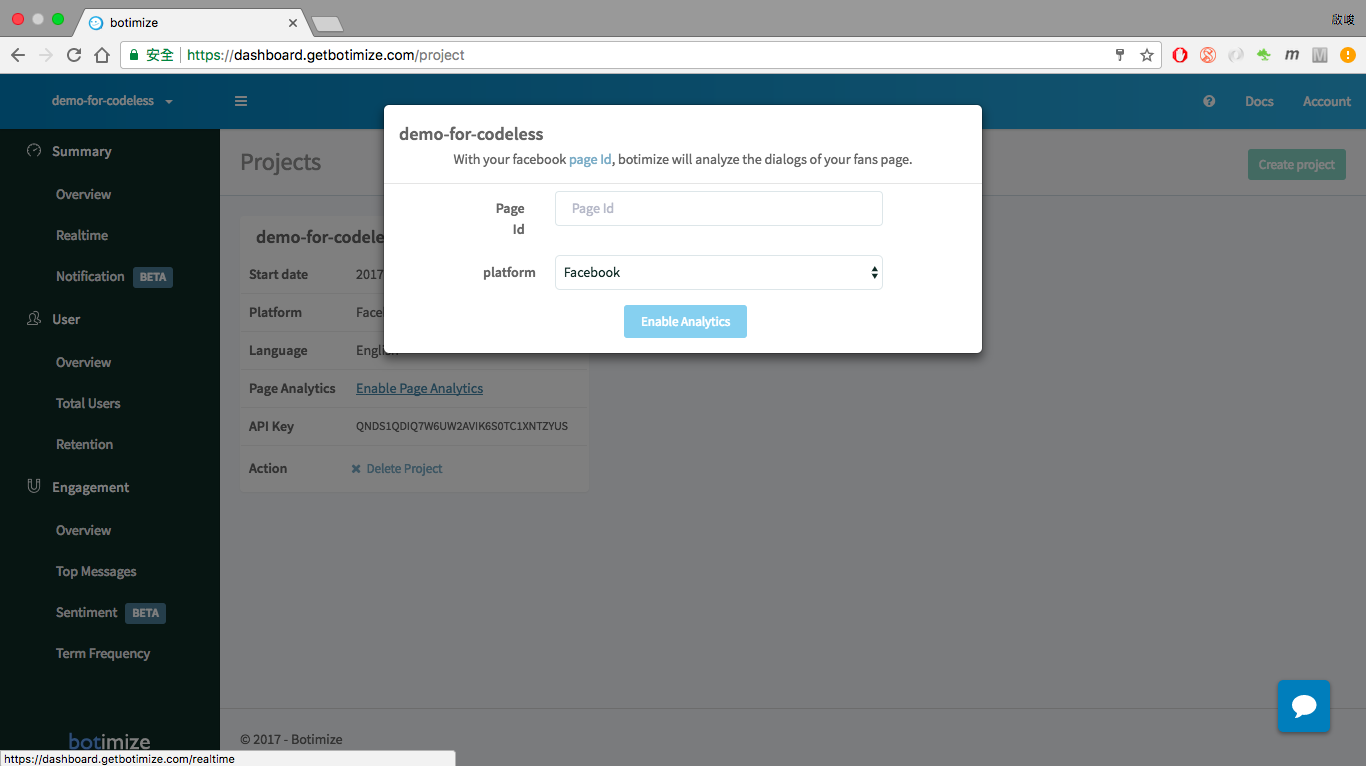 botimize
啟峻
安全
https://dashboard.getbotimize.com/project
demo-for-codeless
Docs
Account
Summary
Overview
Realtime
Notification BETA
User
Overview
Total Users
Retention
Engagement
Overview
Top Messages
Sentiment BETA
Term Frequency
botimize
Projects
Create project
demo-for-codele
Start date 2017
Platform
Language English
Page Analytics Enable Page Analytics
API Key QNDS1QDIQ7W6UW2AVIK6S0TC1XNTZYUS
Action Delete Project
demo-for-codeless
With your facebook page Id, botimize will analyze the dialogs of your fans page.
Page
Id
Page Id
platform Facebook
Enable Analytics
© 2017 - Botimize
https://dashboard.getbotimize.com/realtime